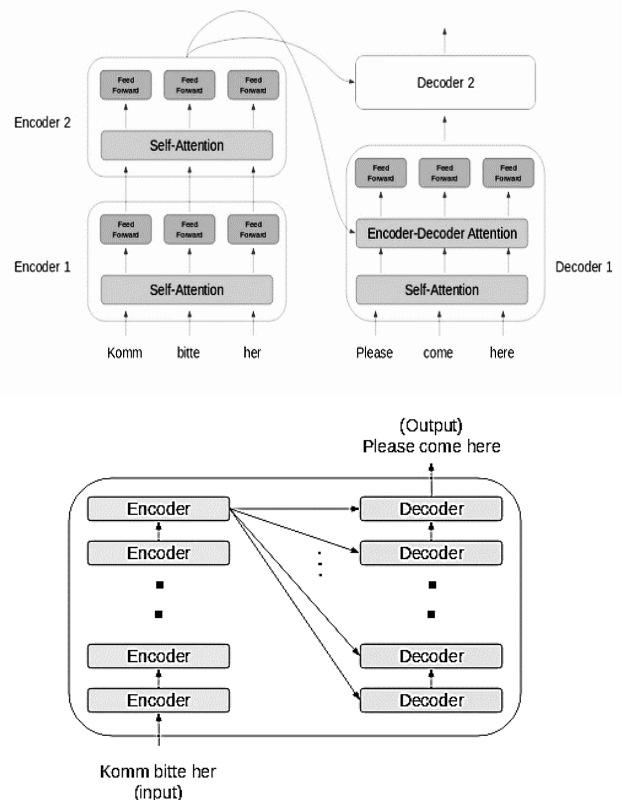 Feed Forward
Feed Forward
Feed Forward
Encoder 2
Self-Attention
Feed Forward
Feed Forward
Feed Forward
Encoder 1
Self-Attention
Komm bitte her
Decoder 2
Feed Forward
Feed Forward
Feed Forward
Encoder-Decoder Attention
Decoder 1
Self-Attention
Please come here
(Output)
Please come here
Encoder
Decoder
Encoder
Decoder
Encoder
Decoder
Encoder
Decoder
Komm bitte her
(input)